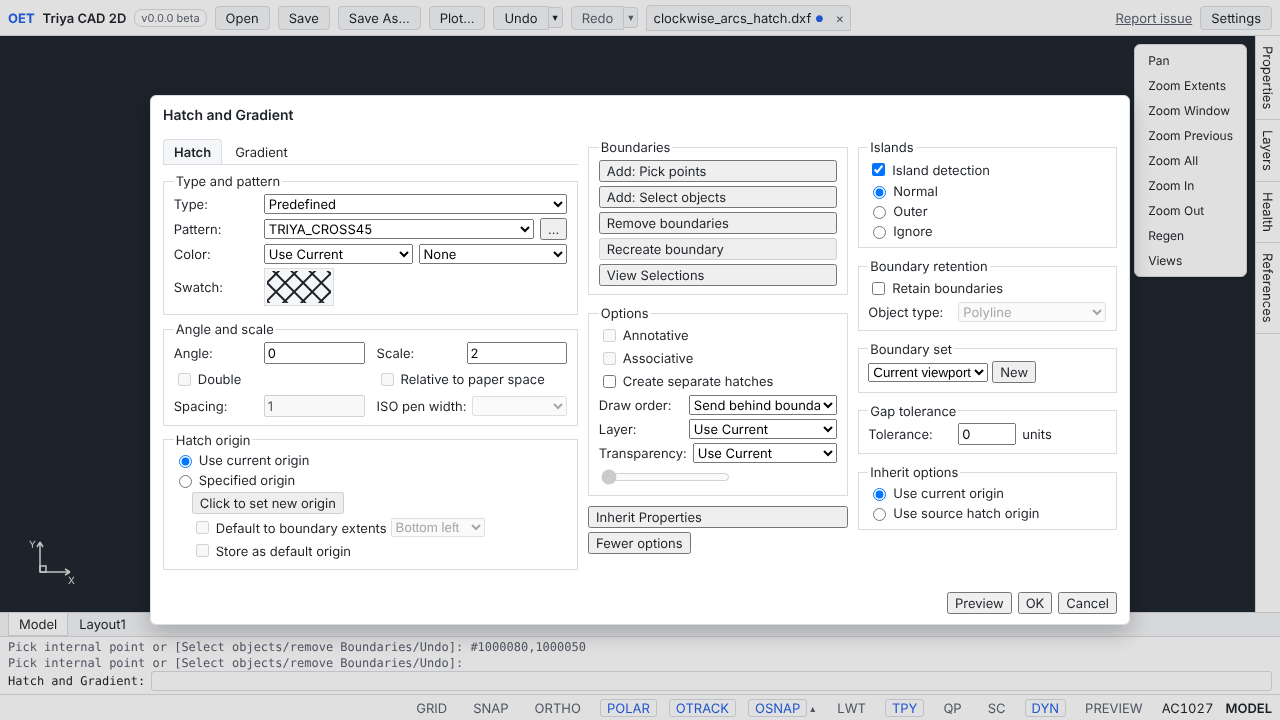 OET Triya CAD 2D v0.0.0 beta Open Save Save As... Plot... Undo ▾ Redo ▾ clockwise_arcs_hatch.dxf ● × Report issue Settings
Pan
Zoom Extents
Zoom Window
Zoom Previous
Zoom All
Zoom In
Zoom Out
Regen
Views
Properties
Layers
Health
References
Hatch and Gradient
Hatch Gradient
Type and pattern
Type: Predefined
Pattern: TRIYA_CROSS45 ...
Color: Use Current None
Swatch:
Angle and scale
Angle: 0 Scale: 2
Double Relative to paper space
Spacing: 1 ISO pen width:
Hatch origin
Use current origin
Specified origin
Click to set new origin
Default to boundary extents Bottom left
Store as default origin
Boundaries
Add: Pick points
Add: Select objects
Remove boundaries
Recreate boundary
View Selections
Options
Annotative
Associative
Create separate hatches
Draw order: Send behind bounda
Layer: Use Current
Transparency: Use Current
Inherit Properties
Fewer options
Islands
Island detection
Normal
Outer
Ignore
Boundary retention
Retain boundaries
Object type: Polyline
Boundary set
Current viewport New
Gap tolerance
Tolerance: 0 units
Inherit options
Use current origin
Use source hatch origin
Preview OK Cancel
Y
X
Model Layout1
Pick internal point or [Select objects/remove Boundaries/Undo]: #1000080,1000050
Pick internal point or [Select objects/remove Boundaries/Undo]:
Hatch and Gradient:
GRID SNAP ORTHO POLAR OTRACK OSNAP ▴ LWT TPY QP SC DYN PREVIEW AC1027 MODEL